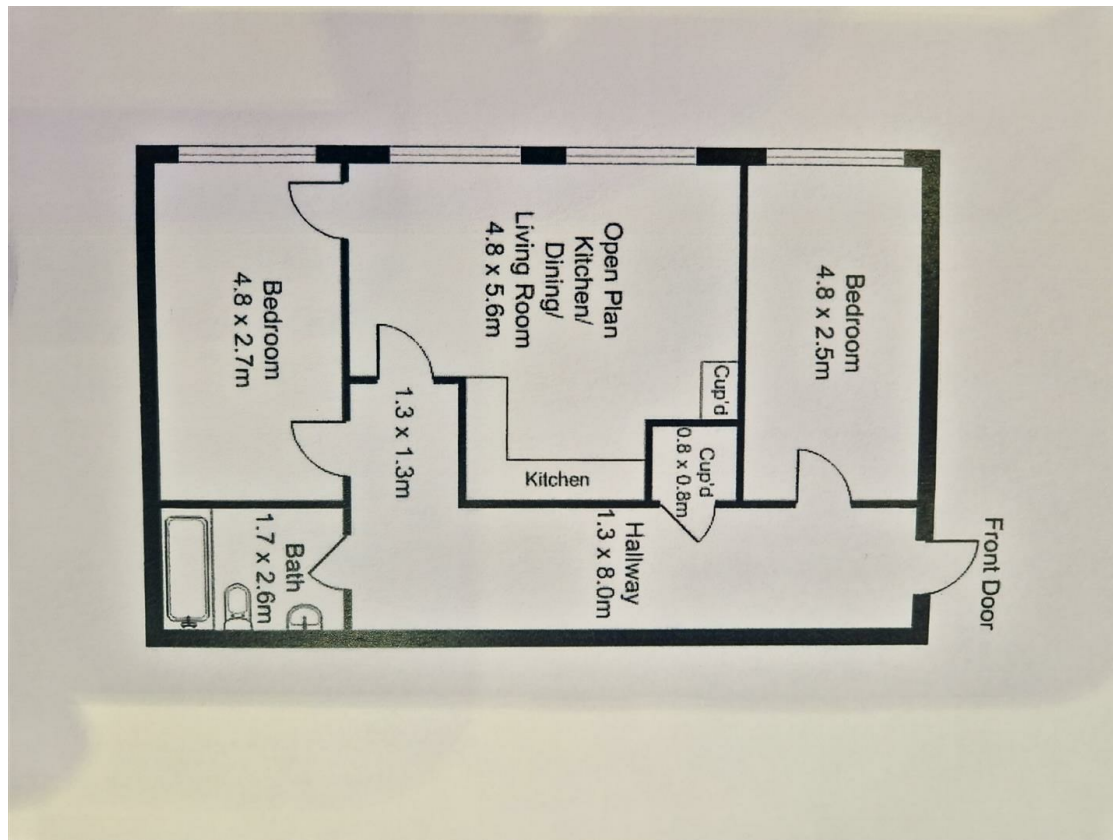 Front Door
Bedroom
4.8 x 2.5m
Cup'd
Cup'd
0.8 x 0.8m
Hallway
1.3 x 8.0m
Open Plan
Kitchen/
Dining/
Living Room
4.8 x 5.6m
Kitchen
1.3 x 1.3m
Bedroom
4.8 x 2.7m
Bath
1.7 x 2.6m